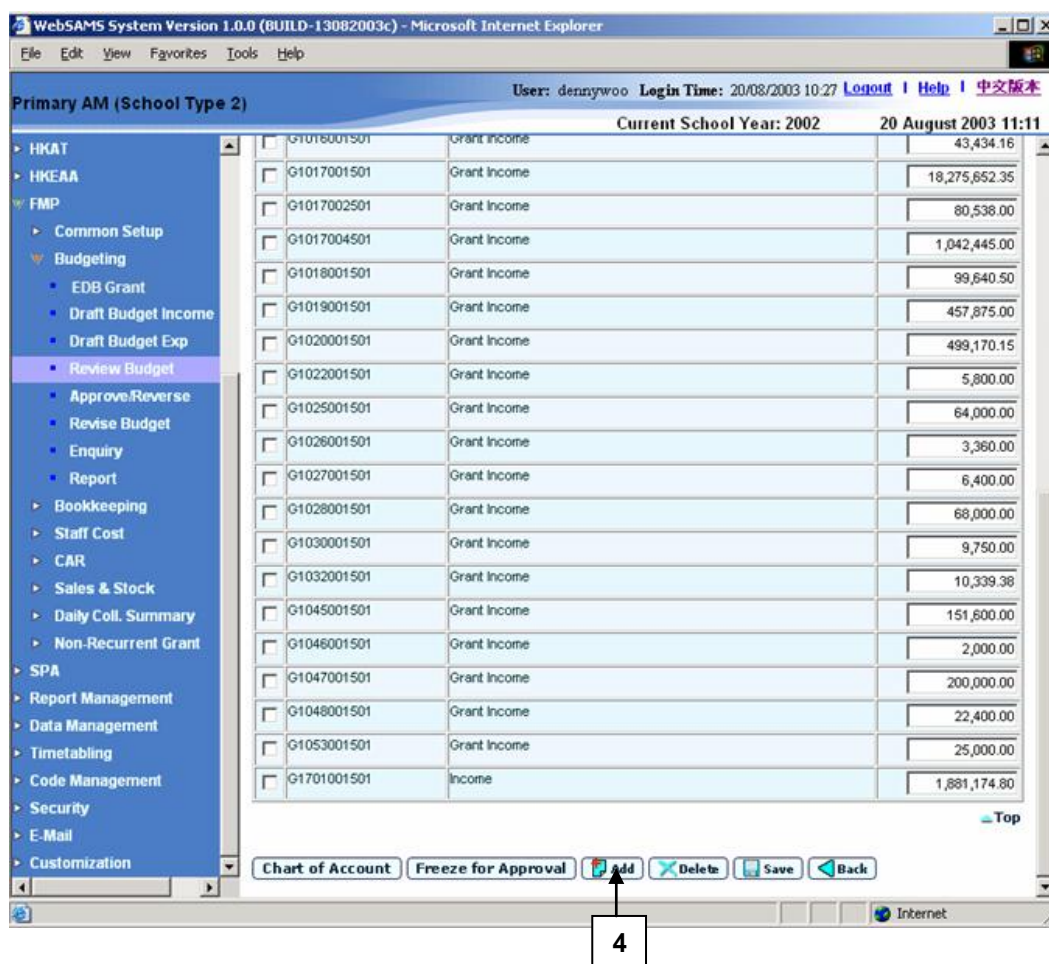 WebSAMS System Version 1.0.0 (BUILD-13082003c) - Microsoft Internet Explorer
File Edit View Favorites Tools Help
Primary AM (School Type 2)
User: dennywoo Login Time: 20/08/2003 10:27 Logout | Help | 中文版本
Current School Year: 2002 20 August 2003 11:11
HKAT
HKEAA
FMP
Common Setup
Budgeting
EDB Grant
Draft Budget Income
Draft Budget Exp
Review Budget
Approve/Reverse
Revise Budget
Enquiry
Report
Bookkeeping
Staff Cost
CAR
Sales & Stock
Daily Coll. Summary
Non-Recurrent Grant
SPA
Report Management
Data Management
Timetabling
Code Management
Security
E-Mail
Customization
G1016001501 Grant Income 43,434.16
G1017001501 Grant Income 18,275,652.35
G1017002501 Grant Income 80,538.00
G1017004501 Grant Income 1,042,445.00
G1018001501 Grant Income 99,640.50
G1019001501 Grant Income 457,875.00
G1020001501 Grant Income 499,170.15
G1022001501 Grant Income 5,800.00
G1025001501 Grant Income 64,000.00
G1026001501 Grant Income 3,360.00
G1027001501 Grant Income 6,400.00
G1028001501 Grant Income 68,000.00
G1030001501 Grant Income 9,750.00
G1032001501 Grant Income 10,339.38
G1045001501 Grant Income 151,600.00
G1046001501 Grant Income 2,000.00
G1047001501 Grant Income 200,000.00
G1048001501 Grant Income 22,400.00
G1053001501 Grant Income 25,000.00
G1701001501 Income 1,881,174.80
Top
Chart of Account Freeze for Approval Add Delete Save Back
Internet
4